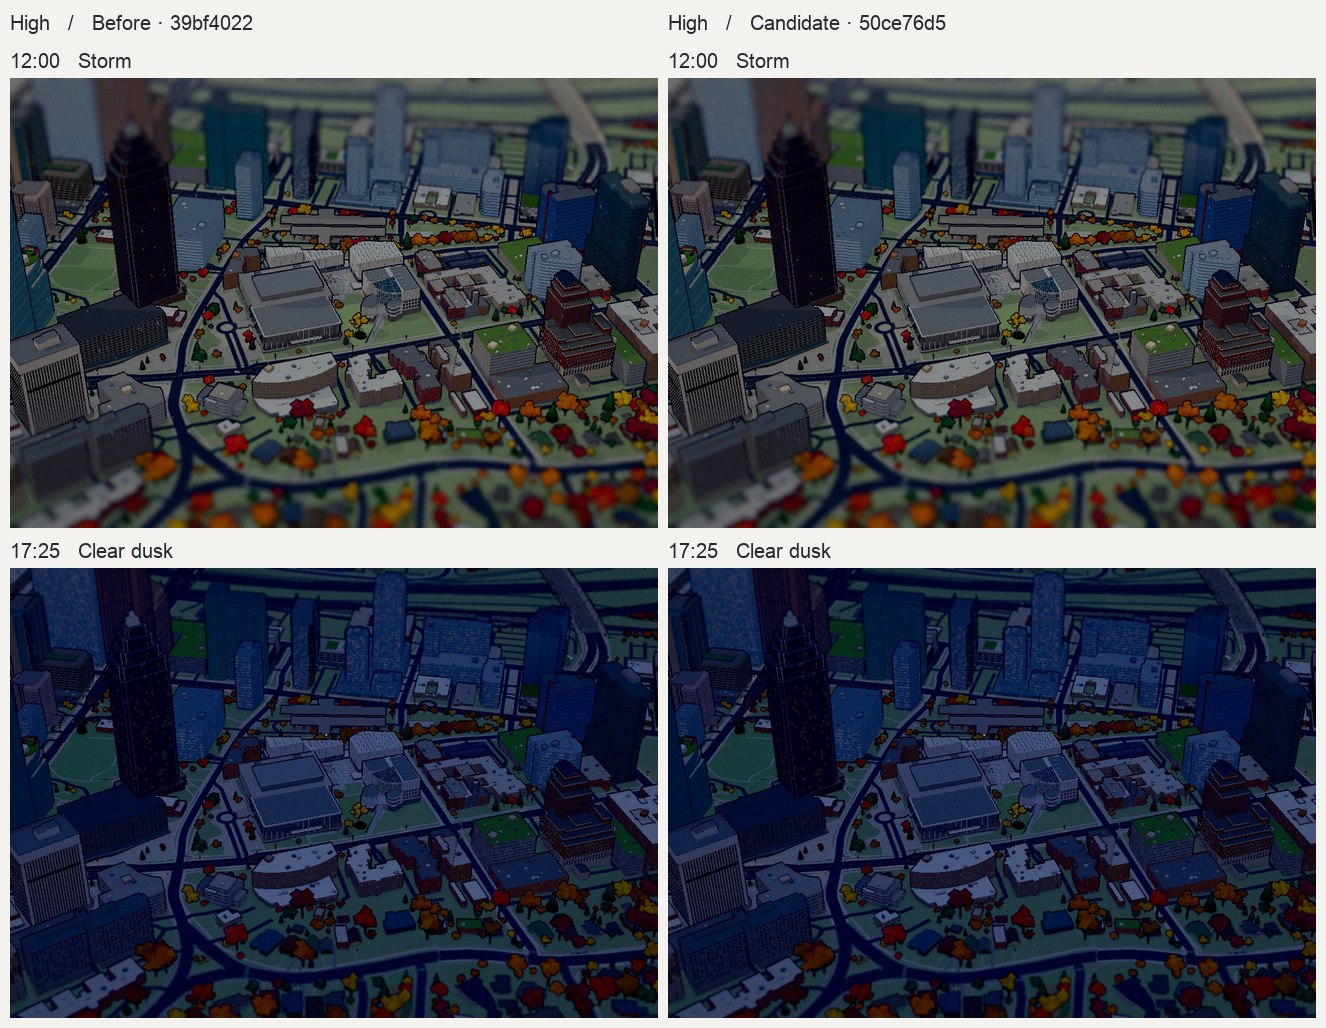 High / Before · 39bf4022
High / Candidate · 50ce76d5
12:00 Storm
12:00 Storm
17:25 Clear dusk
17:25 Clear dusk